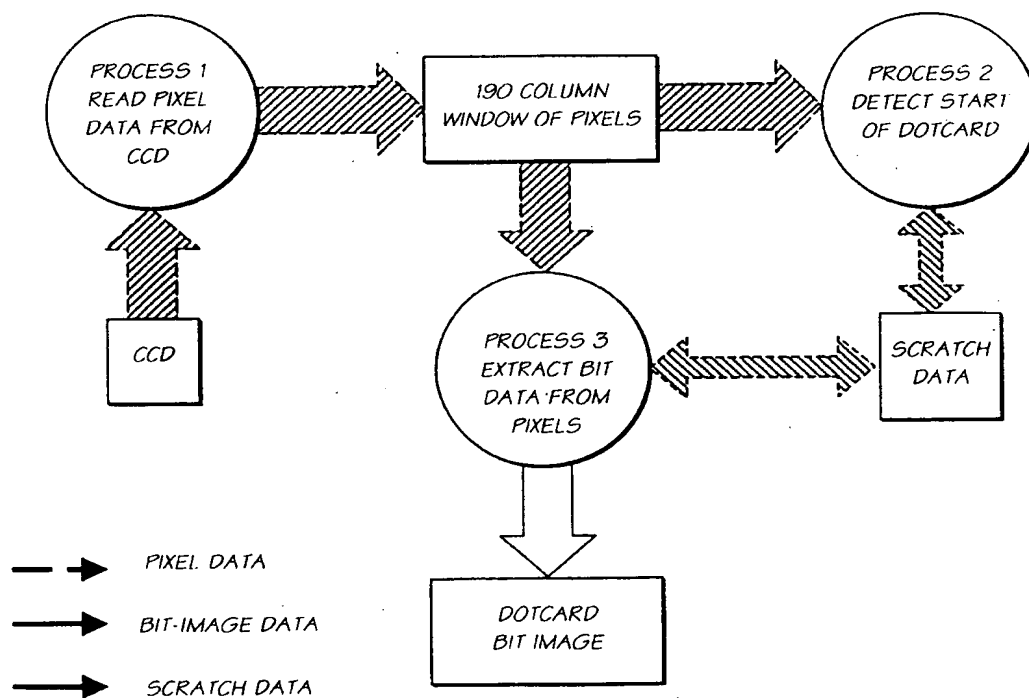 PROCESS 1
READ PIXEL
DATA FROM
CCD
190 COLUMN
WINDOW OF PIXELS
PROCESS 2
DETECT START
OF DOTCARD
CCD
PROCESS 3
EXTRACT BIT
DATA FROM
PIXELS
SCRATCH
DATA
DOTCARD
BIT IMAGE
PIXEL DATA
BIT-IMAGE DATA
SCRATCH DATA